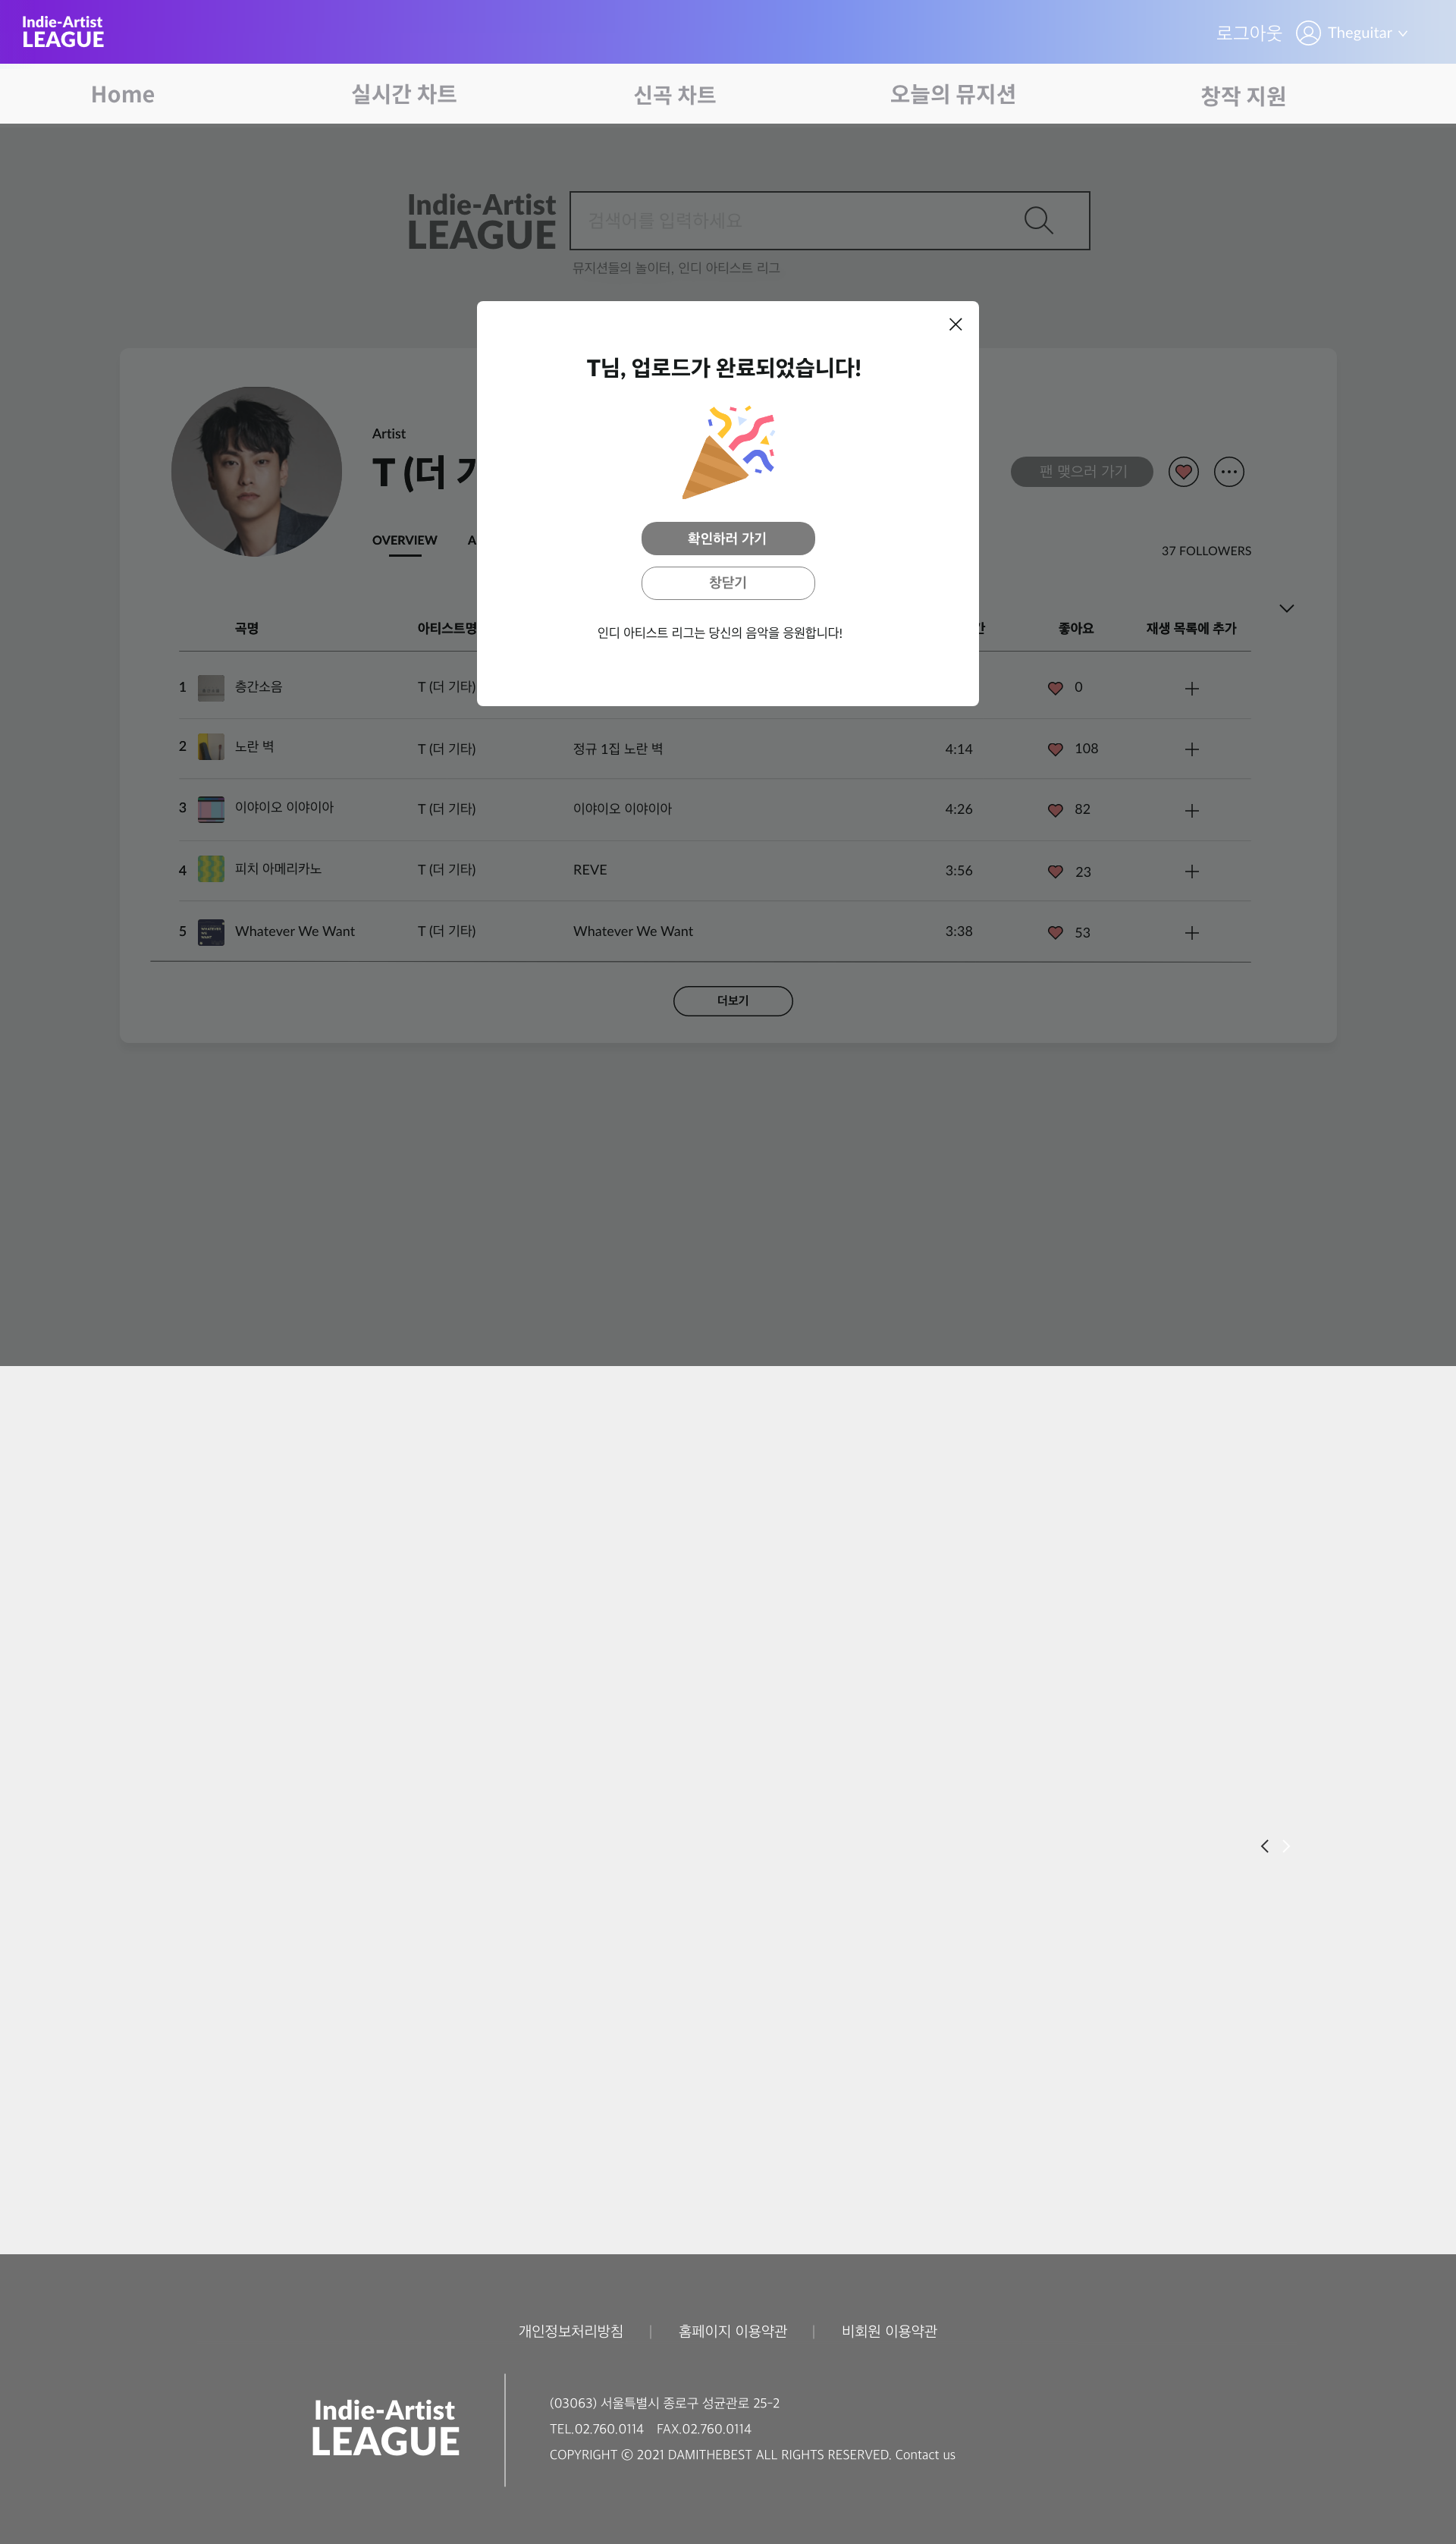 Indie-Artist
LEAGUE
로그아웃 Theguitar
Home 실시간 차트 신곡 차트 오늘의 뮤지션 창작 지원
Indie-Artist
LEAGUE
검색어를 입력하세요
뮤지션들의 놀이터, 인디 아티스트 리그
T님, 업로드가 완료되었습니다!
확인하러 가기
창닫기
인디 아티스트 리그는 당신의 음악을 응원합니다!
Artist
T (더 기
팬 맺으러 가기
OVERVIEW A
37 FOLLOWERS
곡명 아티스트명 간 좋아요 재생 목록에 추가
1 층간소음 T (더 기타) 0
2 노란 벽 T (더 기타) 정규 1집 노란 벽 4:14 108
3 이야이오 이야이아 T (더 기타) 이야이오 이야이아 4:26 82
4 피치 아메리카노 T (더 기타) REVE 3:56 23
5 Whatever We Want T (더 기타) Whatever We Want 3:38 53
더보기
개인정보처리방침 | 홈페이지 이용약관 | 비회원 이용약관
Indie-Artist
LEAGUE
(03063) 서울특별시 종로구 성균관로 25-2
TEL.02.760.0114 FAX.02.760.0114
COPYRIGHT ⓒ 2021 DAMITHEBEST ALL RIGHTS RESERVED. Contact us